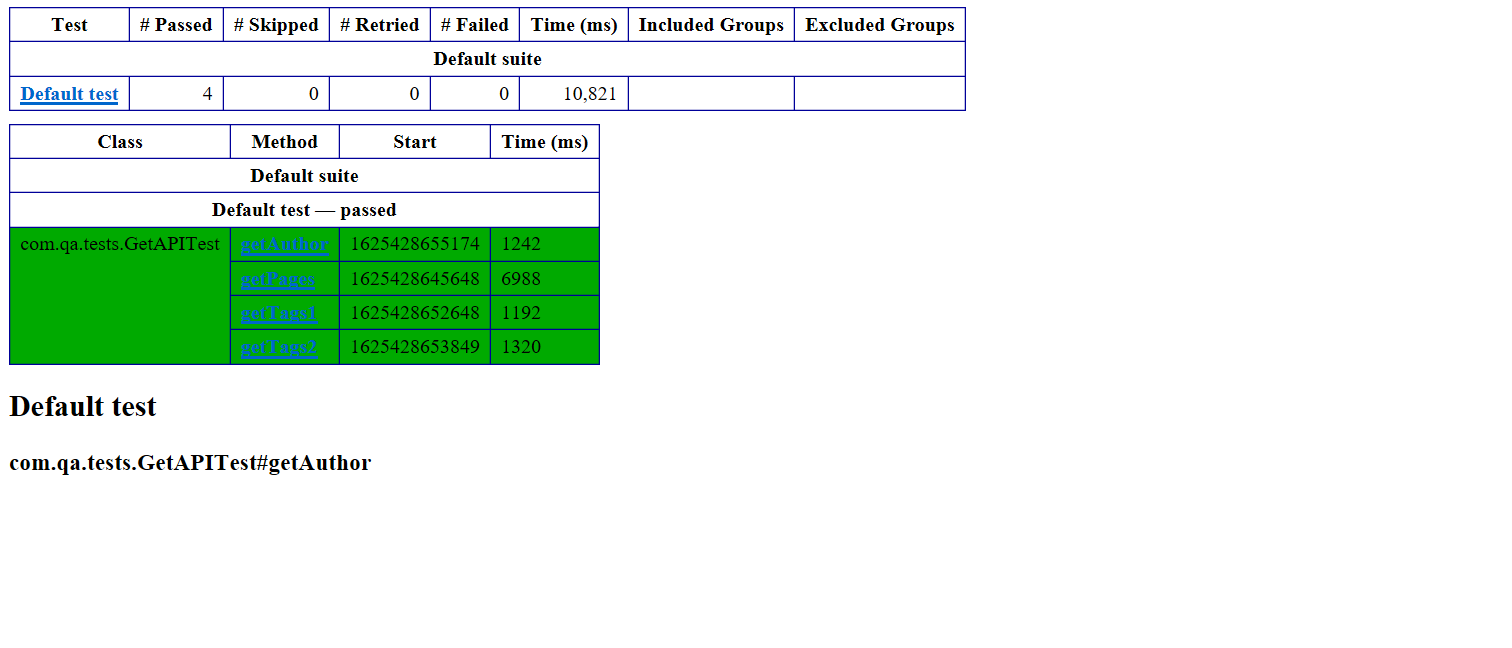 Test # Passed # Skipped # Retried # Failed Time (ms) Included Groups Excluded Groups
Default suite
Default test 4 0 0 0 10,821
Class Method Start Time (ms)
Default suite
Default test — passed
com.qa.tests.GetAPITest getAuthor 1625428655174 1242
getPages 1625428645648 6988
getTags1 1625428652648 1192
getTags2 1625428653849 1320
Default test
com.qa.tests.GetAPITest#getAuthor